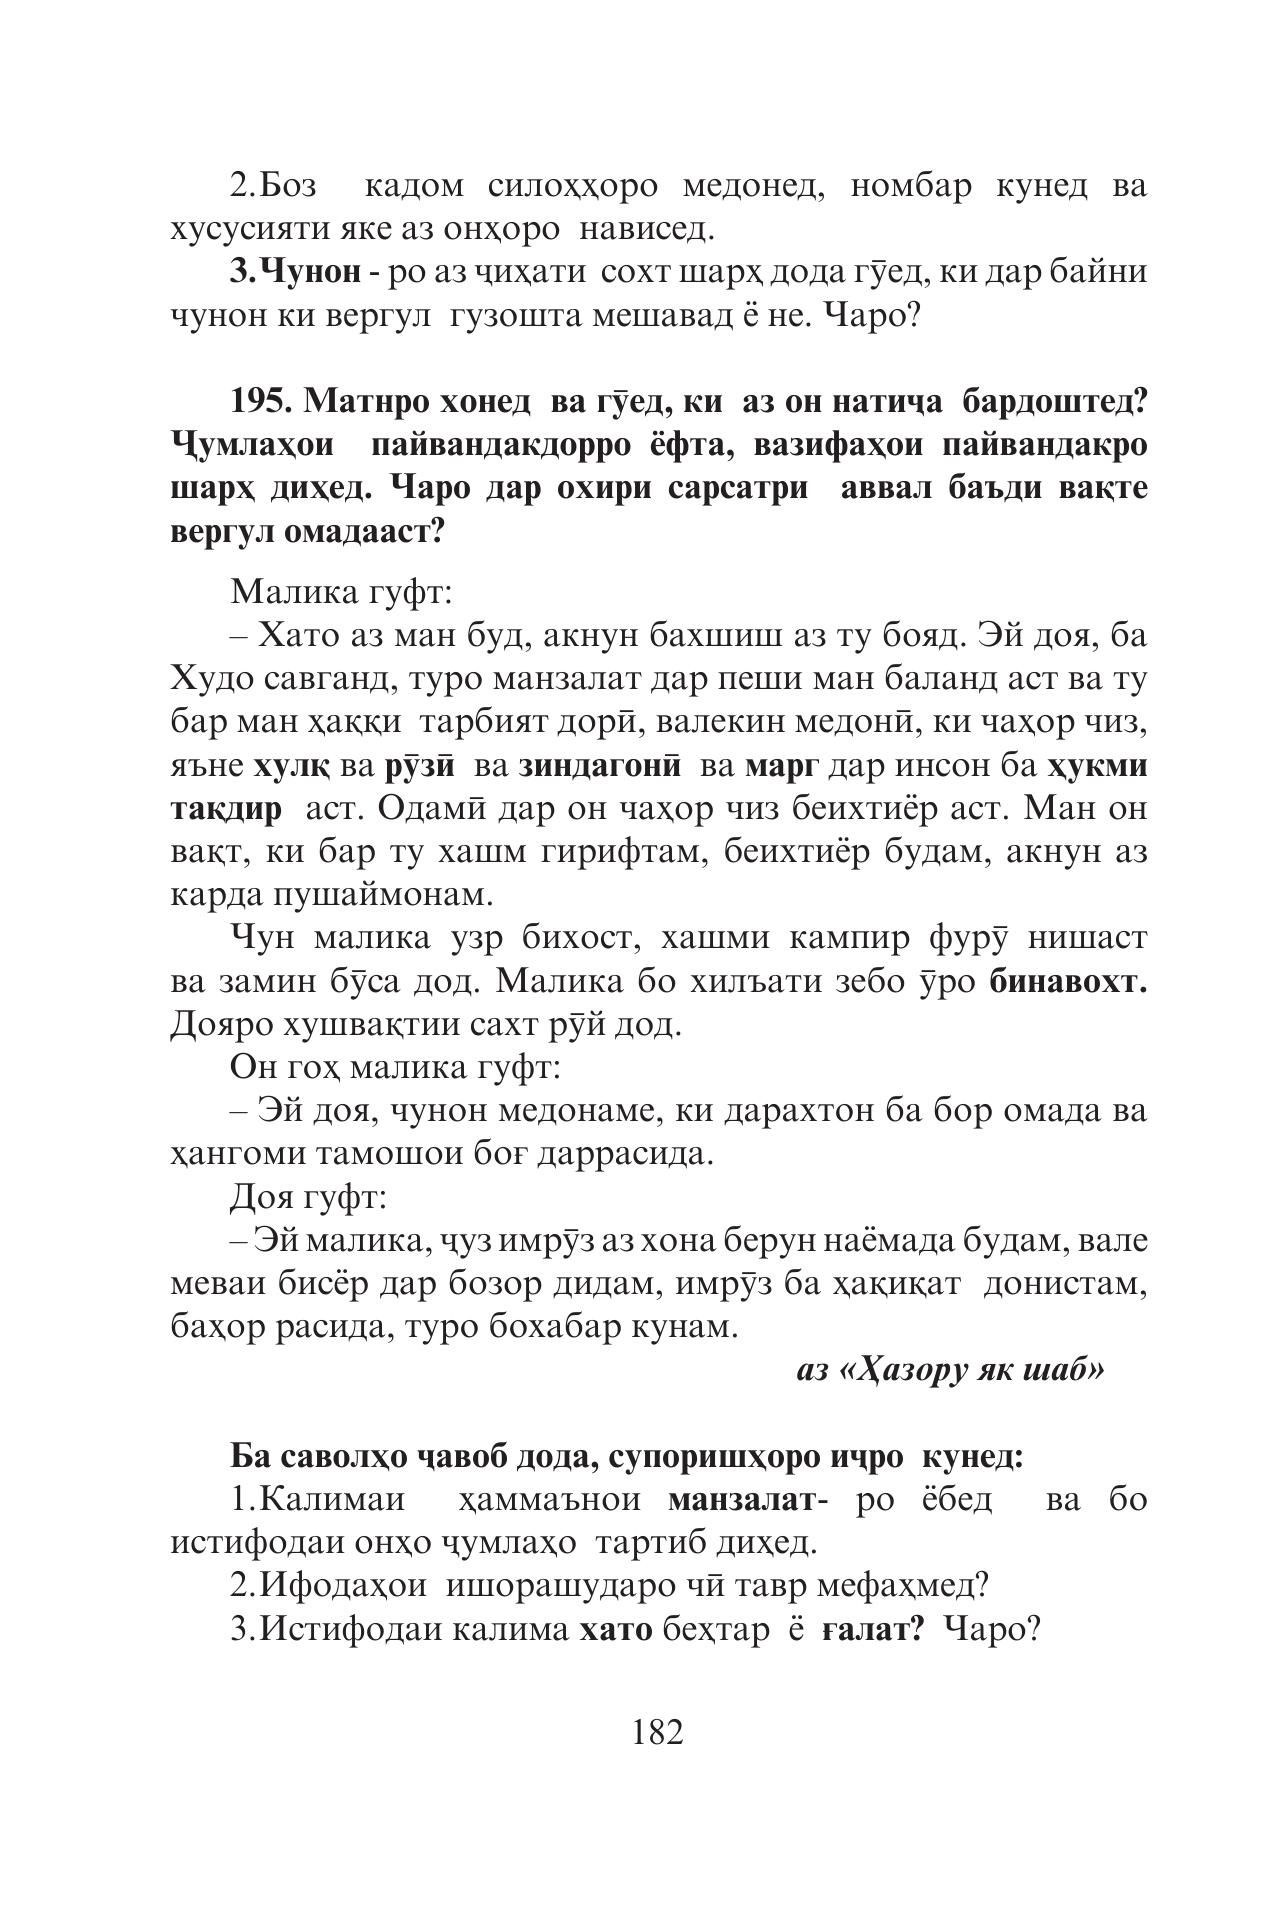 2.Боз кадом силоҳҳоро медонед, номбар кунед ва
хусусияти яке аз онҳоро нависед.
3.Чунон - ро аз ҷиҳати сохт шарҳ дода гӯед, ки дар байни
чунон ки вергул гузошта мешавад ё не. Чаро?
195. Матнро хонед ва гӯед, ки аз он натиҷа бардоштед?
Ҷумлаҳои пайвандакдорро ёфта, вазифаҳои пайвандакро
шарҳ диҳед. Чаро дар охири сарсатри аввал баъди вақте
вергул омадааст?
Малика гуфт:
– Хато аз ман буд, акнун бахшиш аз ту бояд. Эй доя, ба
Худо савганд, туро манзалат дар пеши ман баланд аст ва ту
бар ман ҳаққи тарбият дорӣ, валекин медонӣ, ки чаҳор чиз,
яъне хулқ ва рӯзӣ ва зиндагонӣ ва марг дар инсон ба ҳукми
тақдир аст. Одамӣ дар он чаҳор чиз беихтиёр аст. Ман он
вақт, ки бар ту хашм гирифтам, беихтиёр будам, акнун аз
карда пушаймонам.
Чун малика узр бихост, хашми кампир фурӯ нишаст
ва замин бӯса дод. Малика бо хилъати зебо ӯро бинавохт.
Дояро хушвақтии сахт рӯй дод.
Он гоҳ малика гуфт:
– Эй доя, чунон медонаме, ки дарахтон ба бор омада ва
ҳангоми тамошои боғ даррасида.
Доя гуфт:
– Эй малика, ҷуз имрӯз аз хона берун наёмада будам, вале
меваи бисёр дар бозор дидам, имрӯз ба ҳақиқат донистам,
баҳор расида, туро бохабар кунам.
аз «Ҳазору як шаб»
Ба саволҳо ҷавоб дода, супоришҳоро иҷро кунед:
1.Калимаи ҳаммаънои манзалат- ро ёбед ва бо
истифодаи онҳо ҷумлаҳо тартиб диҳед.
2.Ифодаҳои ишорашударо чӣ тавр мефаҳмед?
3.Истифодаи калима хато беҳтар ё ғалат? Чаро?
182